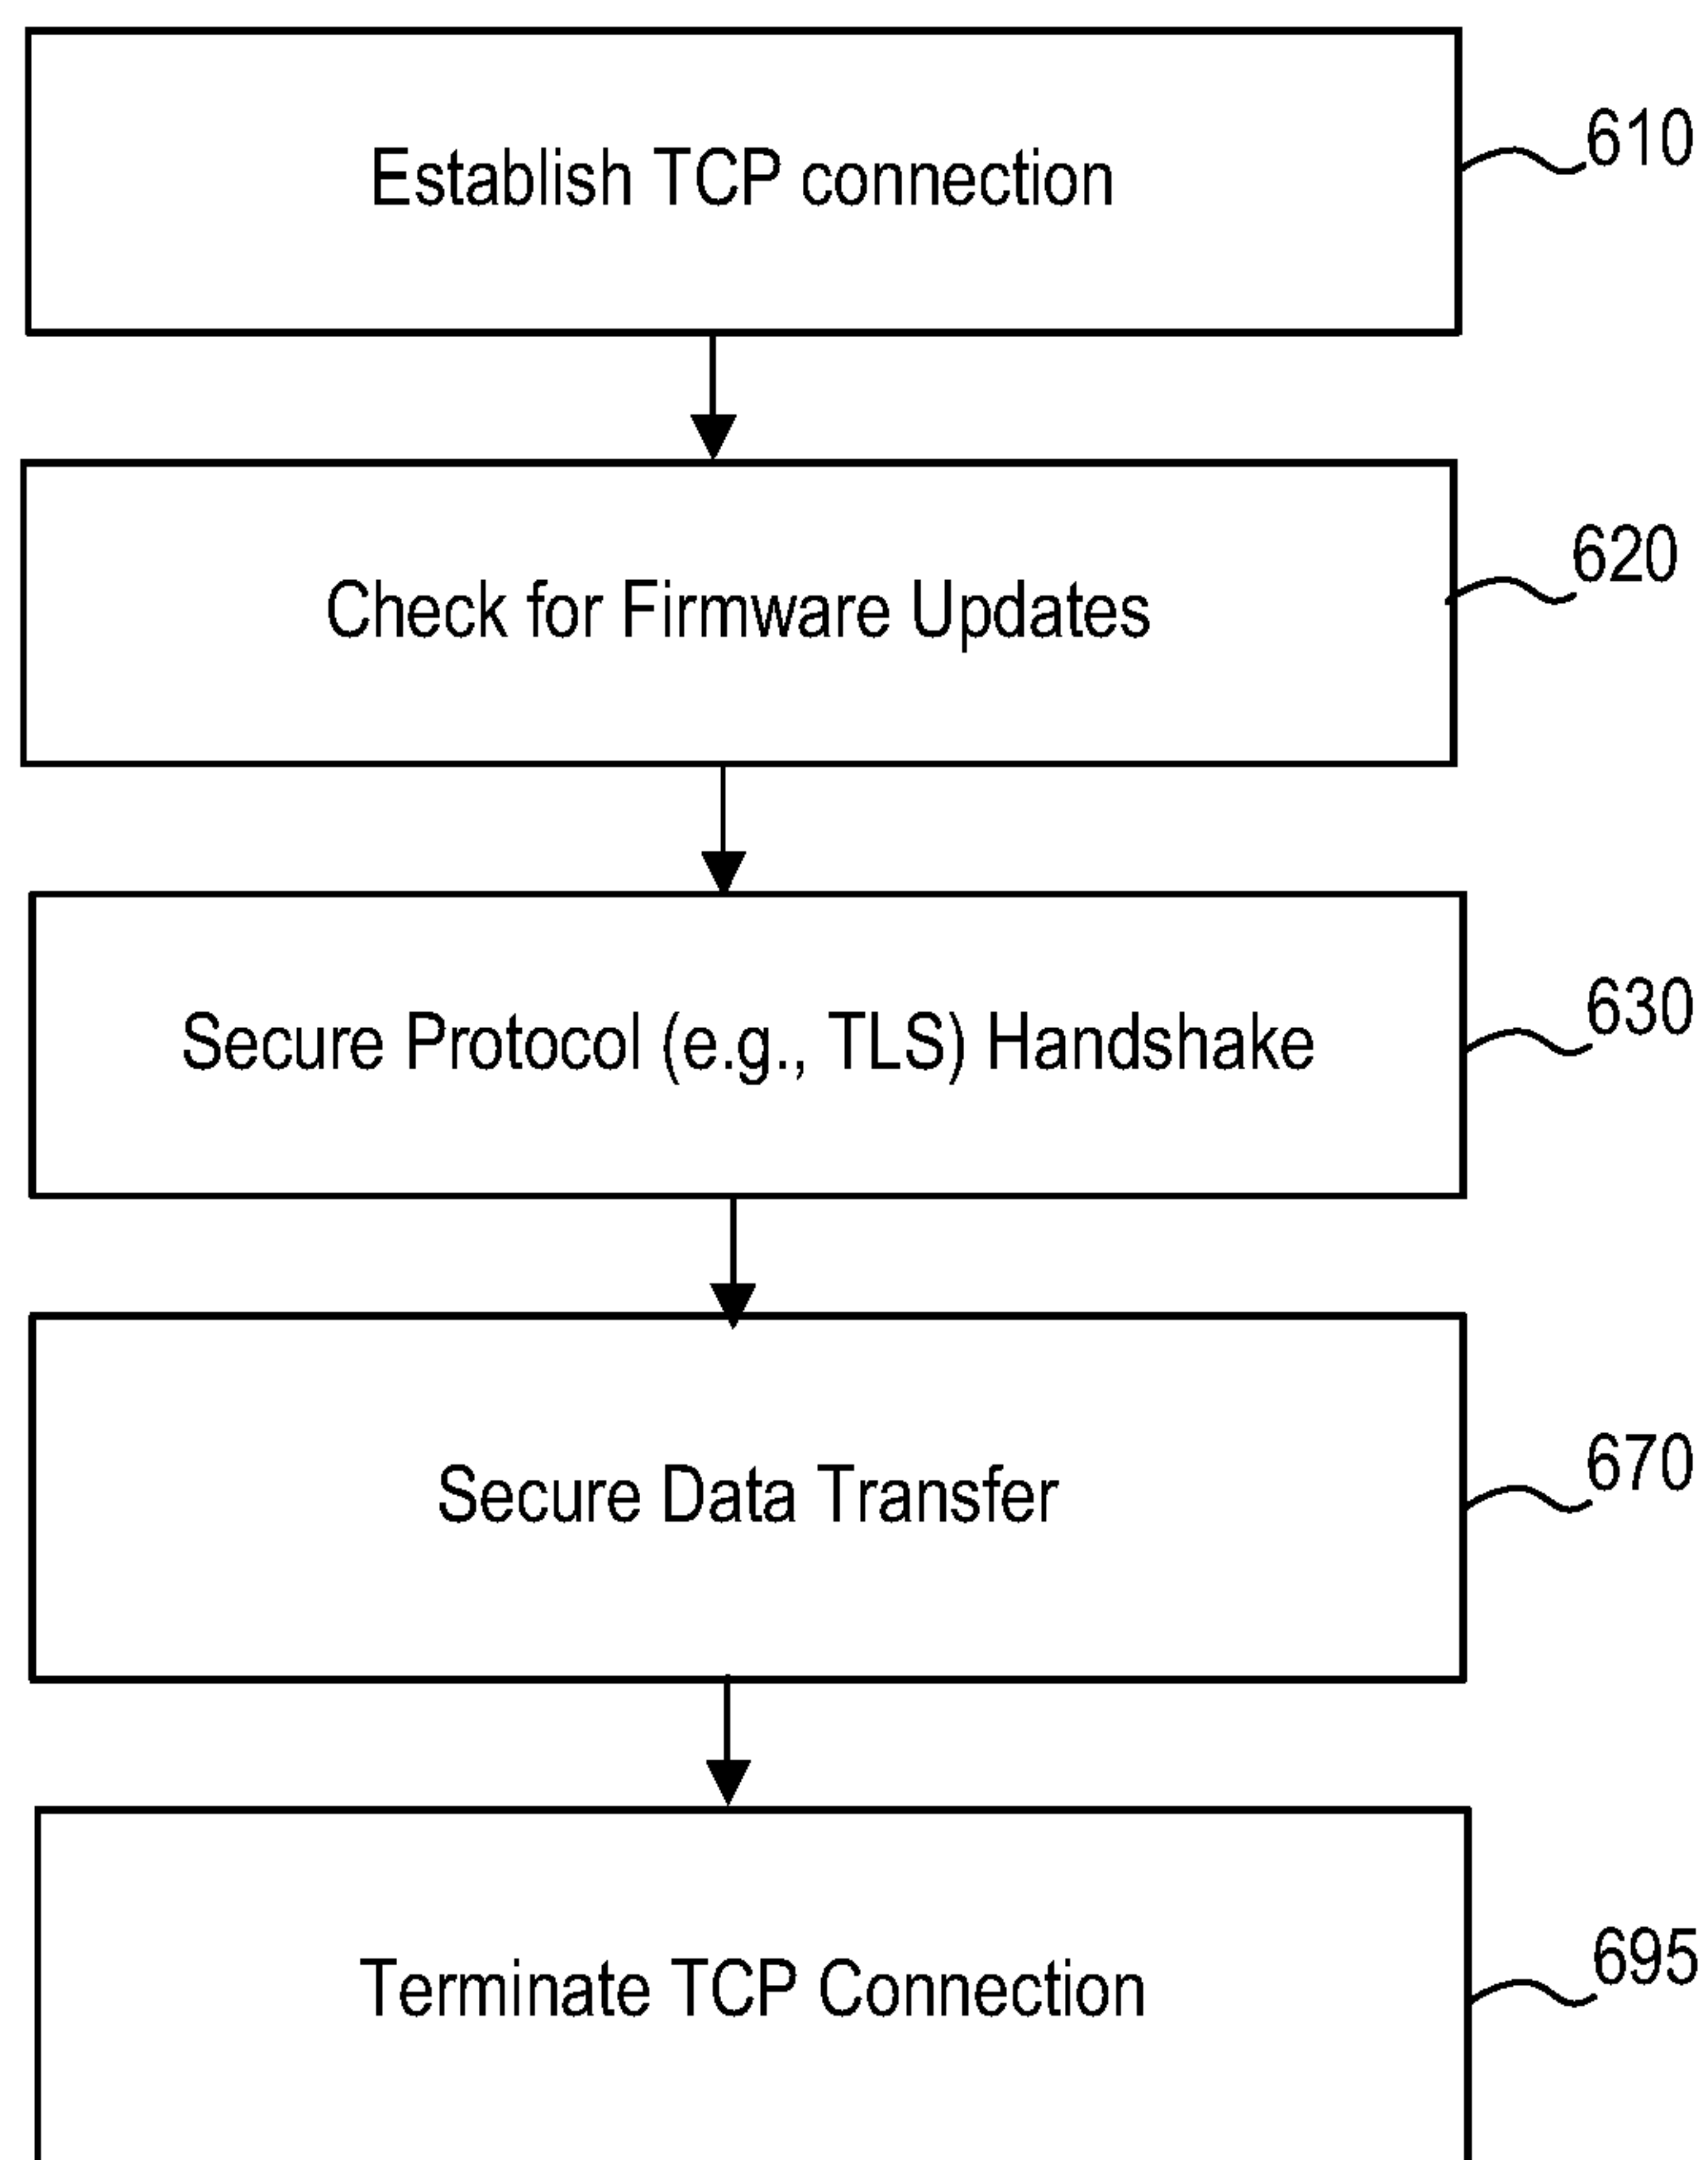 Establish TCP connection
610
Check for Firmware Updates
620
Secure Protocol (e.g., TLS) Handshake
630
Secure Data Transfer
670
Terminate TCP Connection
695